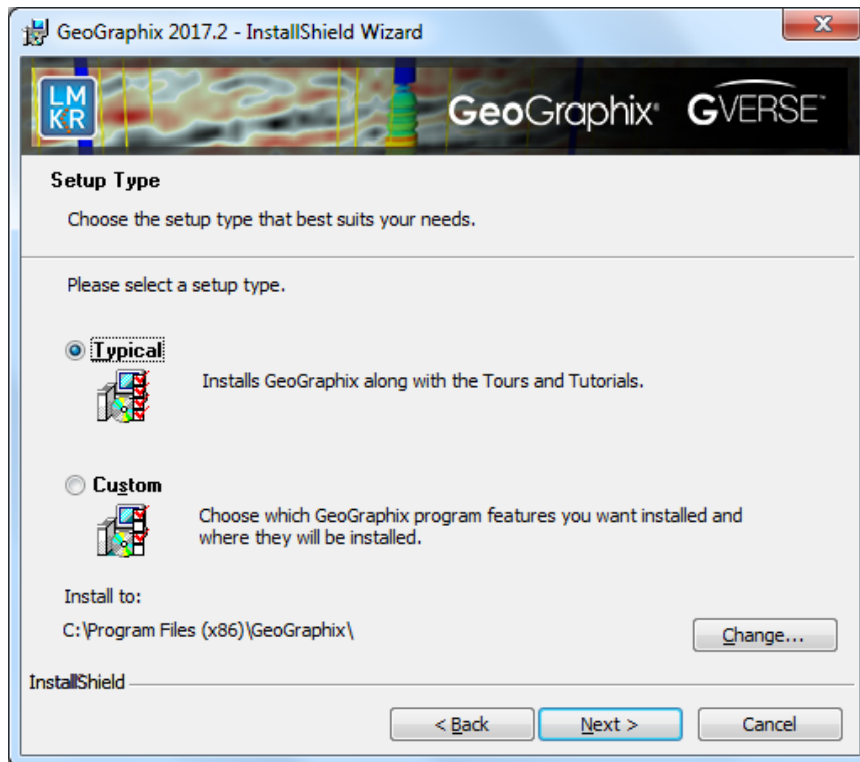 GeoGraphix 2017.2 - InstallShield Wizard
LM
KR
GeoGraphix® GVERSE™
Setup Type
Choose the setup type that best suits your needs.
Please select a setup type.
Typical
Installs GeoGraphix along with the Tours and Tutorials.
Custom
Choose which GeoGraphix program features you want installed and
where they will be installed.
Install to:
C:\Program Files (x86)\GeoGraphix\
Change...
InstallShield
< Back Next > Cancel